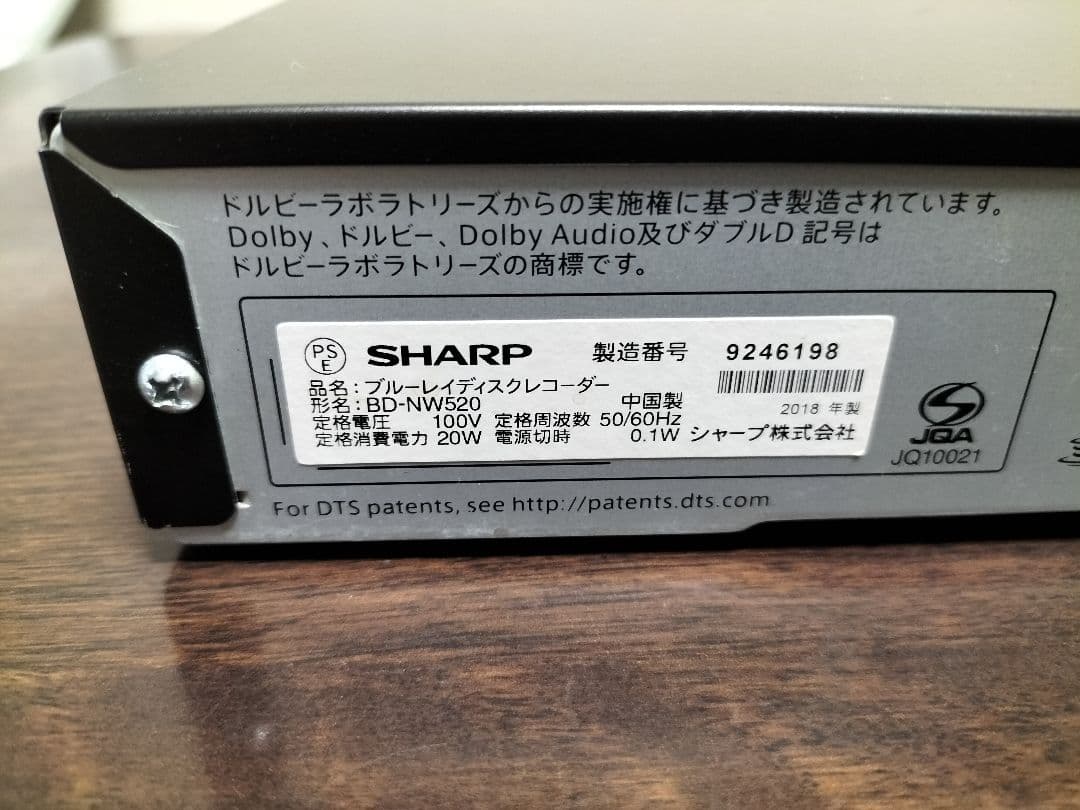 ドルビーラボラトリーズからの実施権に基づき製造されています。
Dolby、ドルビー、Dolby Audio及びダブルD 記号は
ドルビーラボラトリーズの商標です。
PS
E
SHARP 製造番号 9246198
品名:ブルーレイディスクレコーダー
形名:BD-NW520 中国製
2018 年製
定格電圧 100V 定格周波数 50/60Hz
定格消費電力 20W 電源切時 0.1W シャープ株式会社
JQA
JQ10021
For DTS patents, see http://patents.dts.com